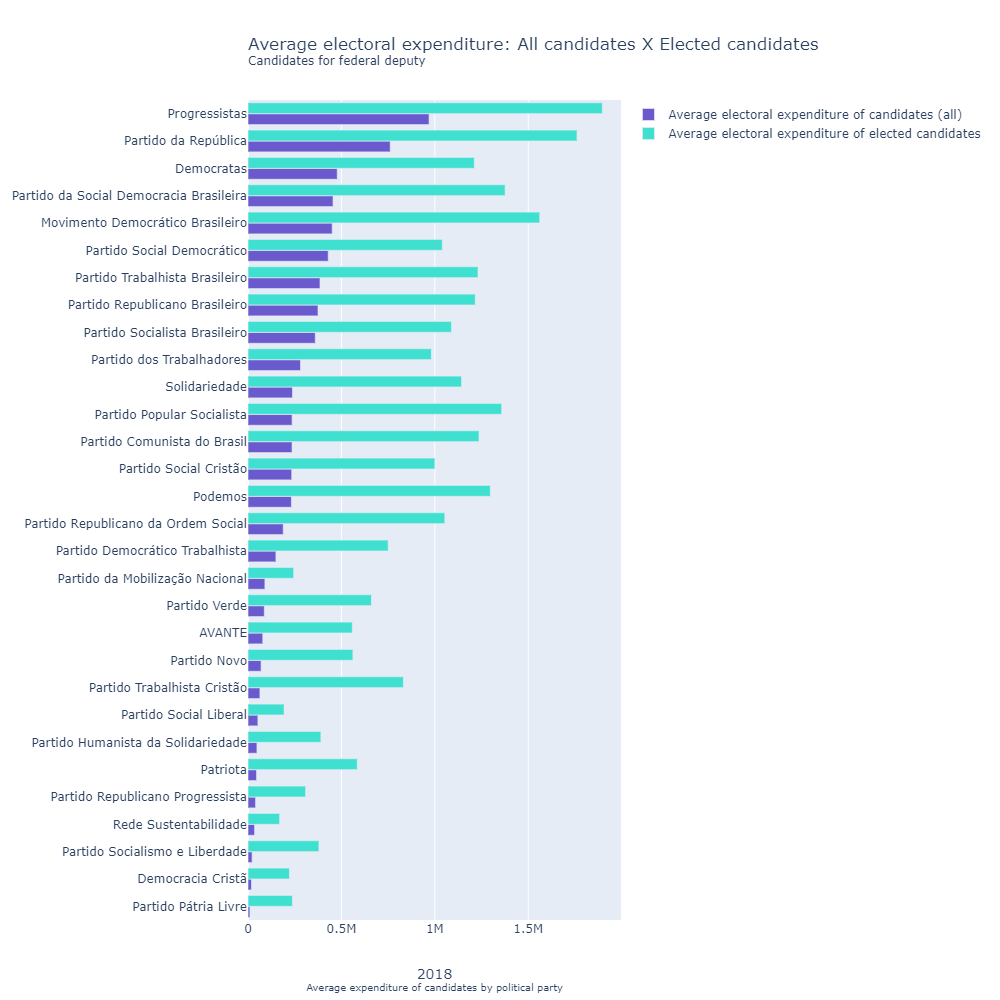 Average electoral expenditure: All candidates X Elected candidates
Candidates for federal deputy
Average electoral expenditure of candidates (all)
Average electoral expenditure of elected candidates
Progressistas
Partido da República
Democratas
Partido da Social Democracia Brasileira
Movimento Democrático Brasileiro
Partido Social Democrático
Partido Trabalhista Brasileiro
Partido Republicano Brasileiro
Partido Socialista Brasileiro
Partido dos Trabalhadores
Solidariedade
Partido Popular Socialista
Partido Comunista do Brasil
Partido Social Cristão
Podemos
Partido Republicano da Ordem Social
Partido Democrático Trabalhista
Partido da Mobilização Nacional
Partido Verde
AVANTE
Partido Novo
Partido Trabalhista Cristão
Partido Social Liberal
Partido Humanista da Solidariedade
Patriota
Partido Republicano Progressista
Rede Sustentabilidade
Partido Socialismo e Liberdade
Democracia Cristã
Partido Pátria Livre
0 0.5M 1M 1.5M
2018
Average expenditure of candidates by political party